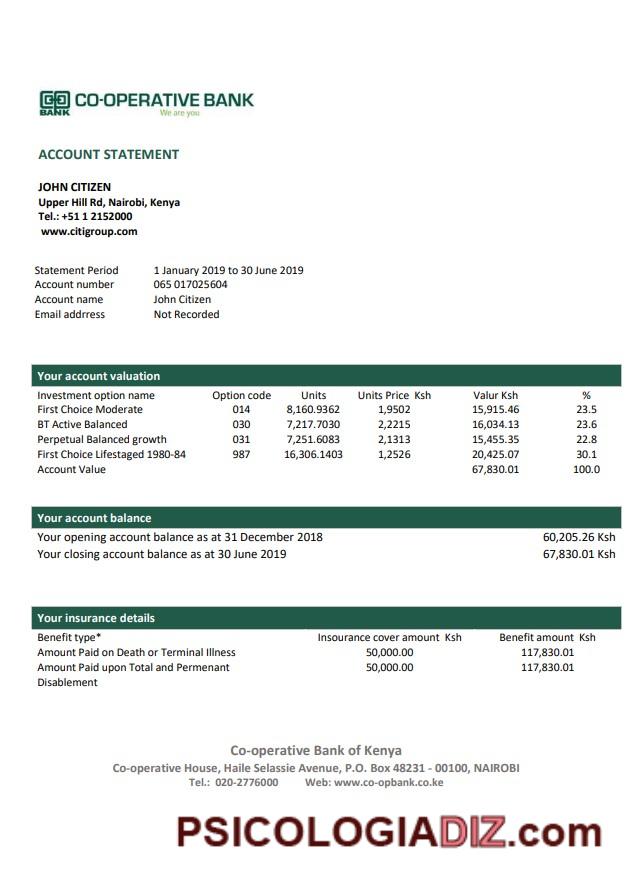 CO-OPERATIVE BANK
BANK
We are you
ACCOUNT STATEMENT
JOHN CITIZEN
Upper Hill Rd, Nairobi, Kenya
Tel.: +51 1 2152000
www.citigroup.com
Statement Period 1 January 2019 to 30 June 2019
Account number 065 017025604
Account name John Citizen
Email addrress Not Recorded
Your account valuation
Investment option name Option code Units Units Price Ksh Valur Ksh %
First Choice Moderate 014 8,160.9362 1,9502 15,915.46 23.5
BT Active Balanced 030 7,217.7030 2,2215 16,034.13 23.6
Perpetual Balanced growth 031 7,251.6083 2,1313 15,455.35 22.8
First Choice Lifestaged 1980-84 987 16,306.1403 1,2526 20,425.07 30.1
Account Value 67,830.01 100.0
Your account balance
Your opening account balance as at 31 December 2018 60,205.26 Ksh
Your closing account balance as at 30 June 2019 67,830.01 Ksh
Your insurance details
Benefit type* Insourance cover amount Ksh Benefit amount Ksh
Amount Paid on Death or Terminal Illness 50,000.00 117,830.01
Amount Paid upon Total and Permenant 50,000.00 117,830.01
Disablement
Co-operative Bank of Kenya
Co-operative House, Haile Selassie Avenue, P.O. Box 48231 - 00100, NAIROBI
Tel.: 020-2776000 Web: www.co-opbank.co.ke
PSICOLOGIADIZ.com